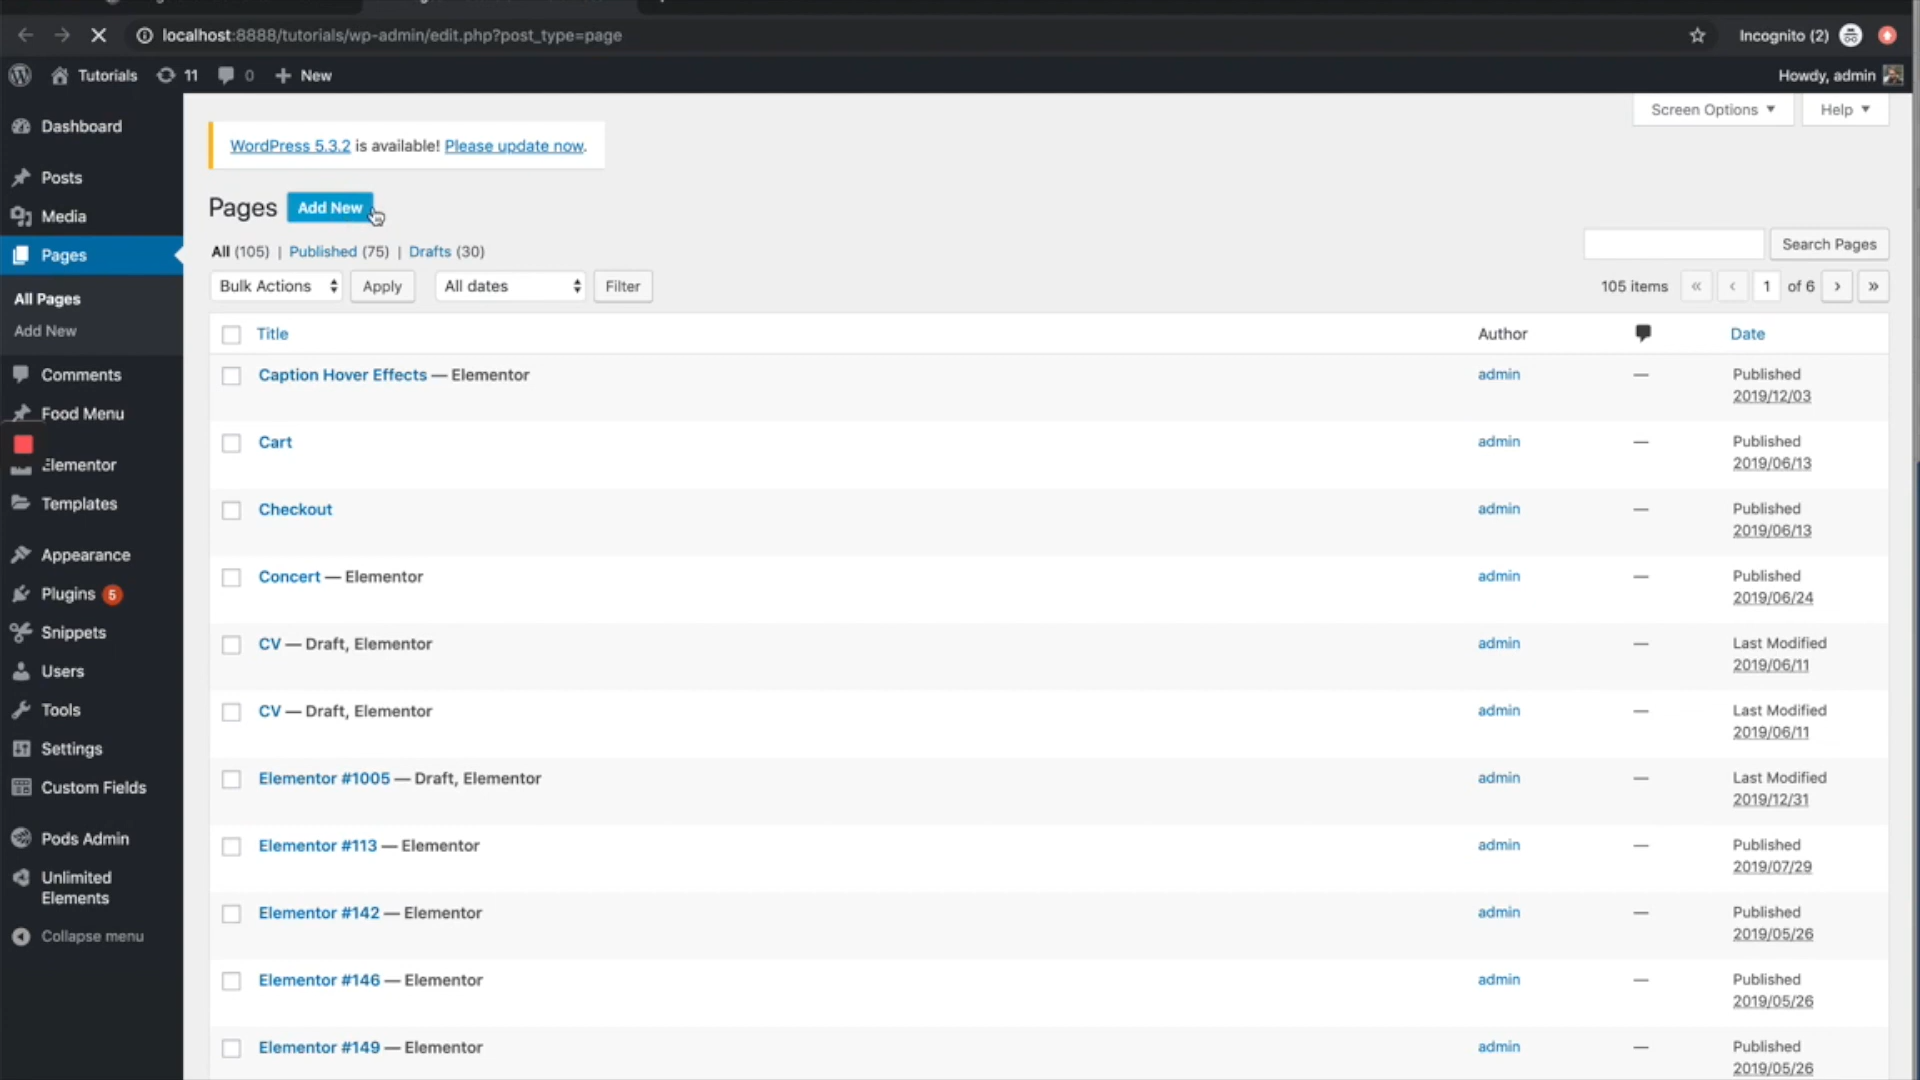 localhost:8888/tutorials/wp-admin/edit.php?post_type=page
Incognito (2)
Tutorials 11 0 + New
Howdy, admin
Screen Options ▼ Help ▼
Dashboard
Posts
Media
Pages
All Pages
Add New
Comments
Food Menu
Elementor
Templates
Appearance
Plugins 5
Snippets
Users
Tools
Settings
Custom Fields
Pods Admin
Unlimited
Elements
Collapse menu
WordPress 5.3.2 is available! Please update now.
Pages Add New
All (105) | Published (75) | Drafts (30)
Search Pages
Bulk Actions Apply All dates Filter
105 items « ‹ 1 of 6 › »
Title Author Date
Caption Hover Effects — Elementor admin — Published
2019/12/03
Cart admin — Published
2019/06/13
Checkout admin — Published
2019/06/13
Concert — Elementor admin — Published
2019/06/24
CV — Draft, Elementor admin — Last Modified
2019/06/11
CV — Draft, Elementor admin — Last Modified
2019/06/11
Elementor #1005 — Draft, Elementor admin — Last Modified
2019/12/31
Elementor #113 — Elementor admin — Published
2019/07/29
Elementor #142 — Elementor admin — Published
2019/05/26
Elementor #146 — Elementor admin — Published
2019/05/26
Elementor #149 — Elementor admin — Published
2019/05/26